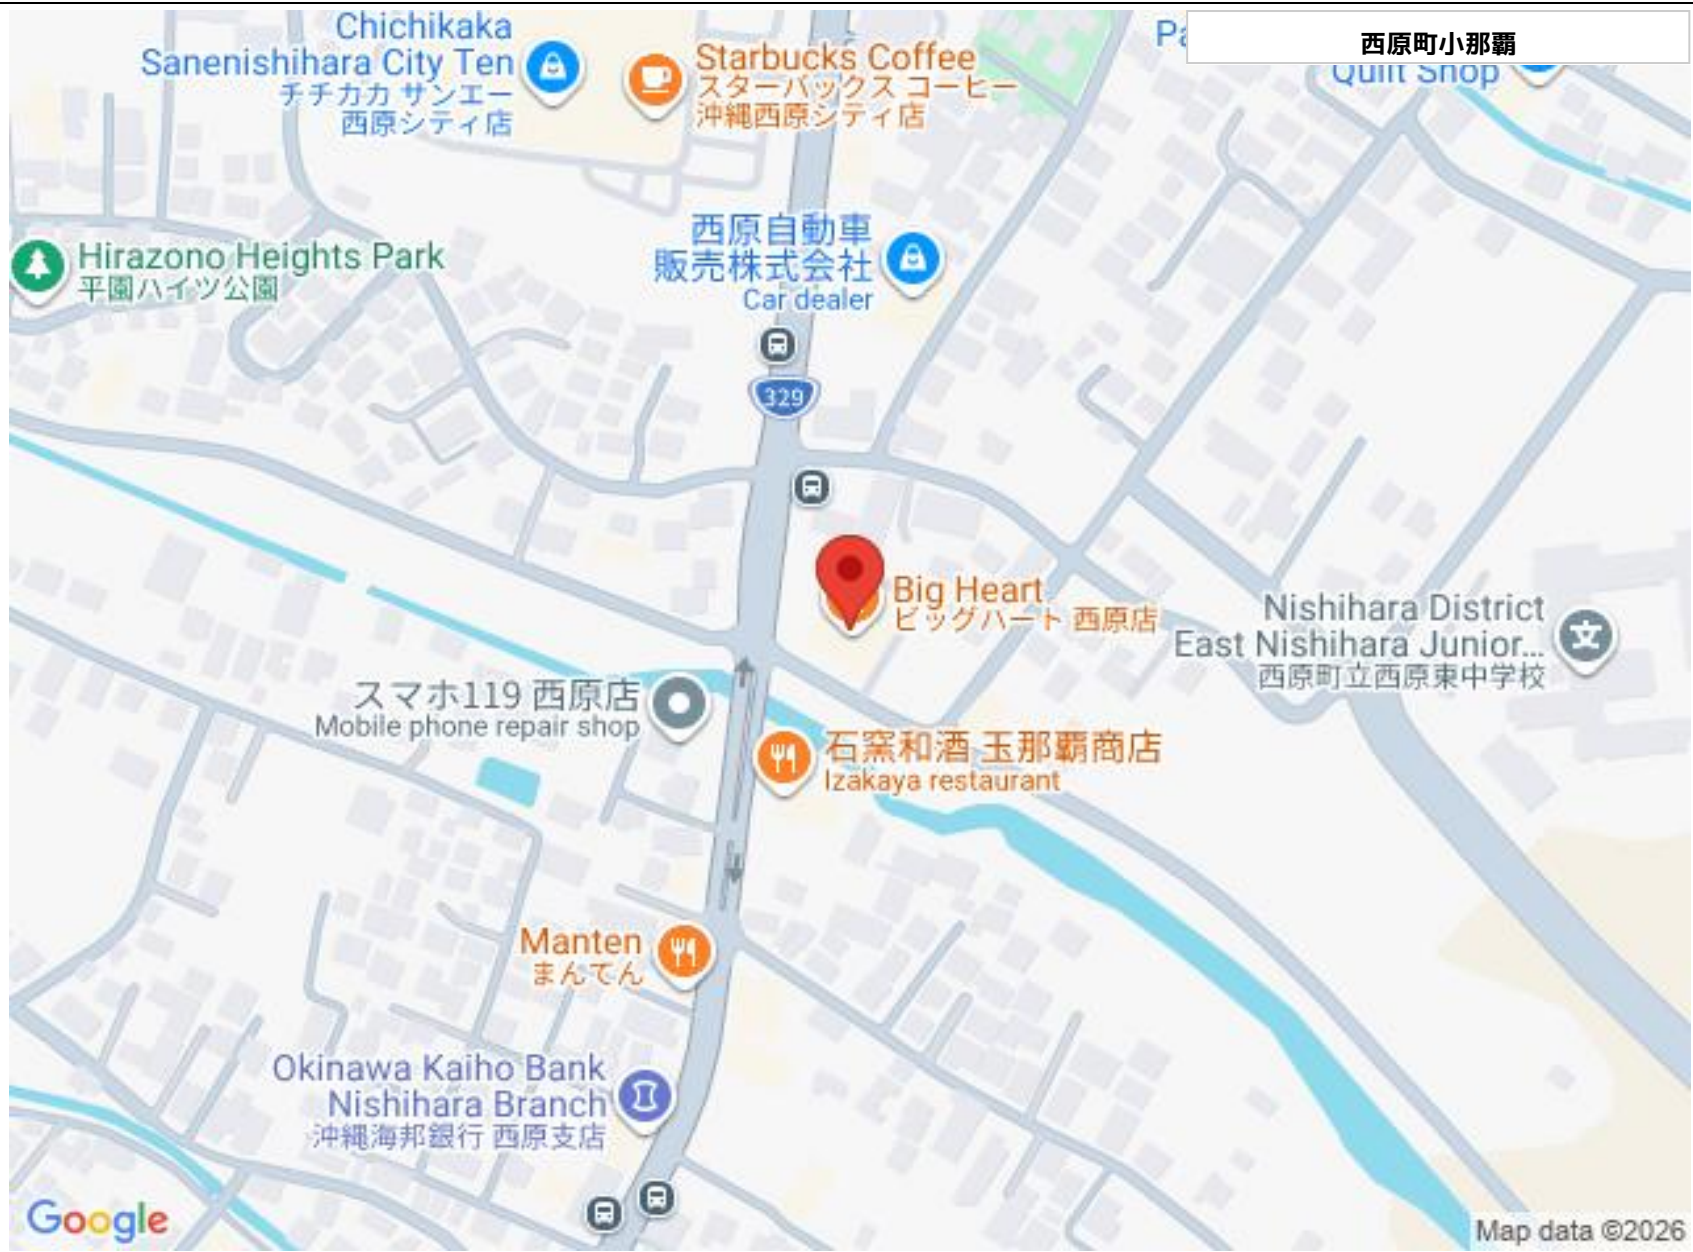 西原町小那覇
Chichikaka
Sanenishihara City Ten
チチカカ サンエー
西原シティ店
Starbucks Coffee
スターバックス コーヒー
沖縄西原シティ店
Quilt Shop
西原自動車
販売株式会社
Car dealer
Hirazono Heights Park
平園ハイツ公園
329
Big Heart
ビッグハート 西原店
Nishihara District
East Nishihara Junior...
西原町立西原東中学校
文
スマホ119 西原店
Mobile phone repair shop
石窯和酒 玉那覇商店
Izakaya restaurant
Manten
まんてん
Okinawa Kaiho Bank
Nishihara Branch
沖縄海邦銀行 西原支店
Google
Map data ©2026